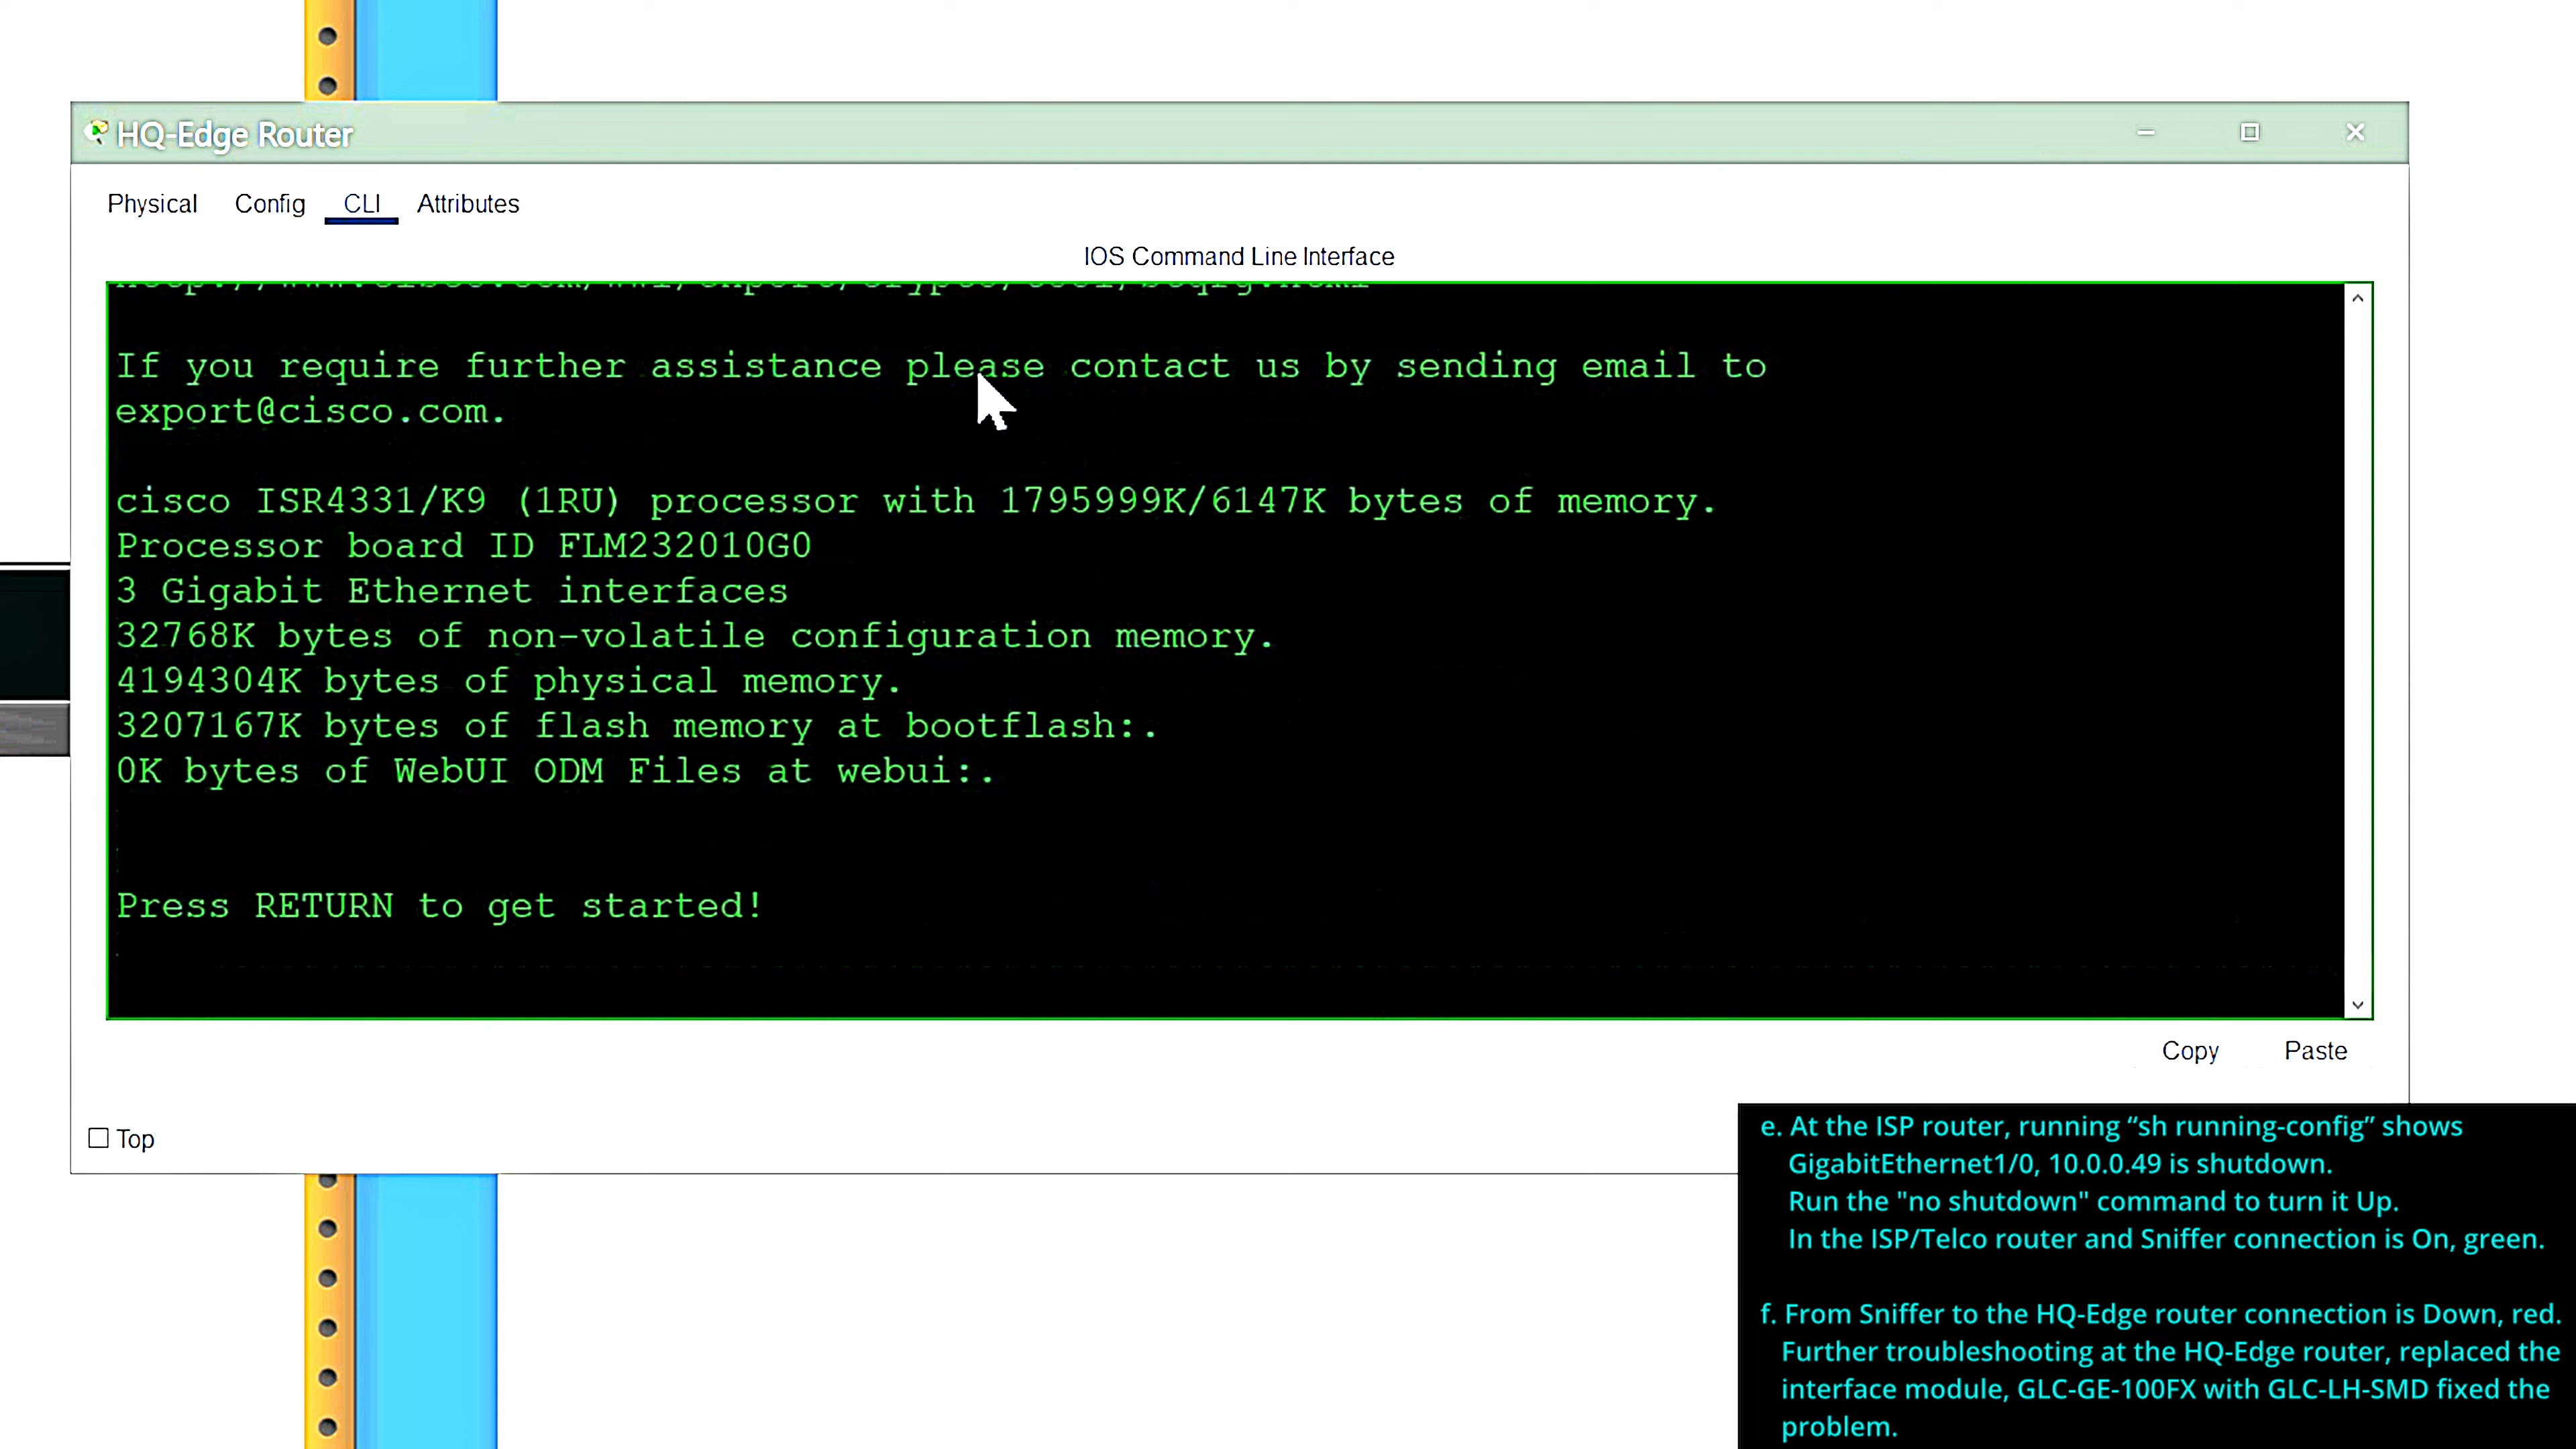 HQ-Edge Router
Physical Config CLI Attributes
IOS Command Line Interface
If you require further assistance please contact us by sending email to
export@cisco.com.
cisco ISR4331/K9 (1RU) processor with 1795999K/6147K bytes of memory.
Processor board ID FLM232010G0
3 Gigabit Ethernet interfaces
32768K bytes of non-volatile configuration memory.
4194304K bytes of physical memory.
3207167K bytes of flash memory at bootflash:.
0K bytes of WebUI ODM Files at webui:.
Press RETURN to get started!
Copy Paste
Top
e. At the ISP router, running “sh running-config” shows
GigabitEthernet1/0, 10.0.0.49 is shutdown.
Run the "no shutdown" command to turn it Up.
In the ISP/Telco router and Sniffer connection is On, green.
f. From Sniffer to the HQ-Edge router connection is Down, red.
Further troubleshooting at the HQ-Edge router, replaced the
interface module, GLC-GE-100FX with GLC-LH-SMD fixed the
problem.